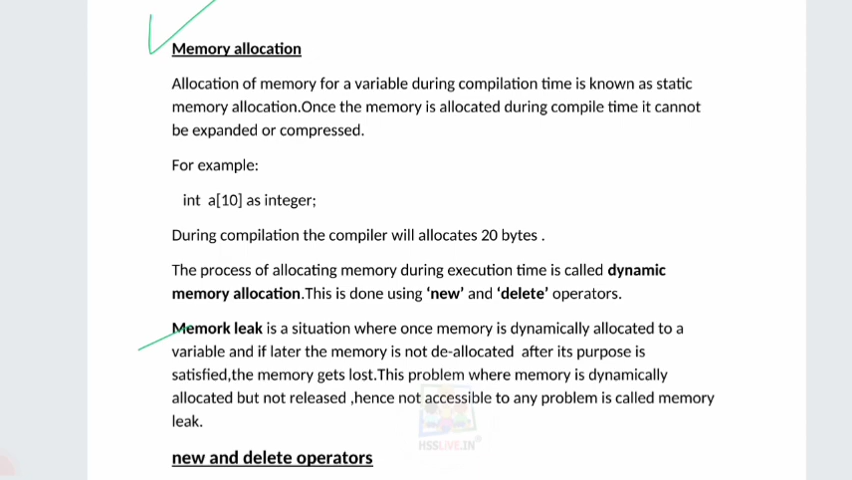 Memory allocation
Allocation of memory for a variable during compilation time is known as static
memory allocation.Once the memory is allocated during compile time it cannot
be expanded or compressed.
For example:
int a[10] as integer;
During compilation the compiler will allocates 20 bytes .
The process of allocating memory during execution time is called dynamic
memory allocation.This is done using ‘new’ and ‘delete’ operators.
Memork leak is a situation where once memory is dynamically allocated to a
variable and if later the memory is not de-allocated after its purpose is
satisfied,the memory gets lost.This problem where memory is dynamically
allocated but not released ,hence not accessible to any problem is called memory
leak.
HSSLIVE.IN®
new and delete operators